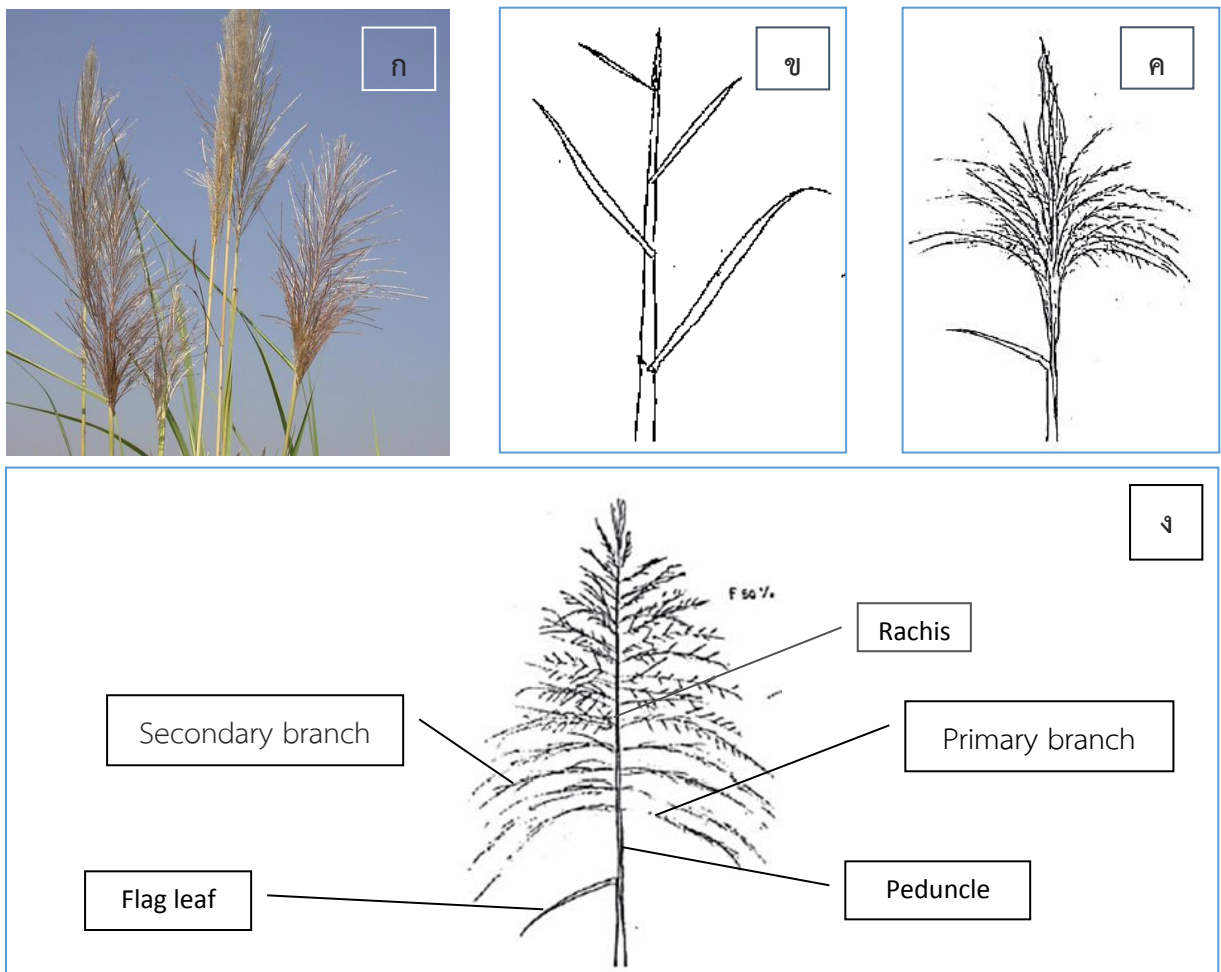 ก
ข
ค
ง
F 50%
Rachis
Secondary branch
Primary branch
Flag leaf
Peduncle